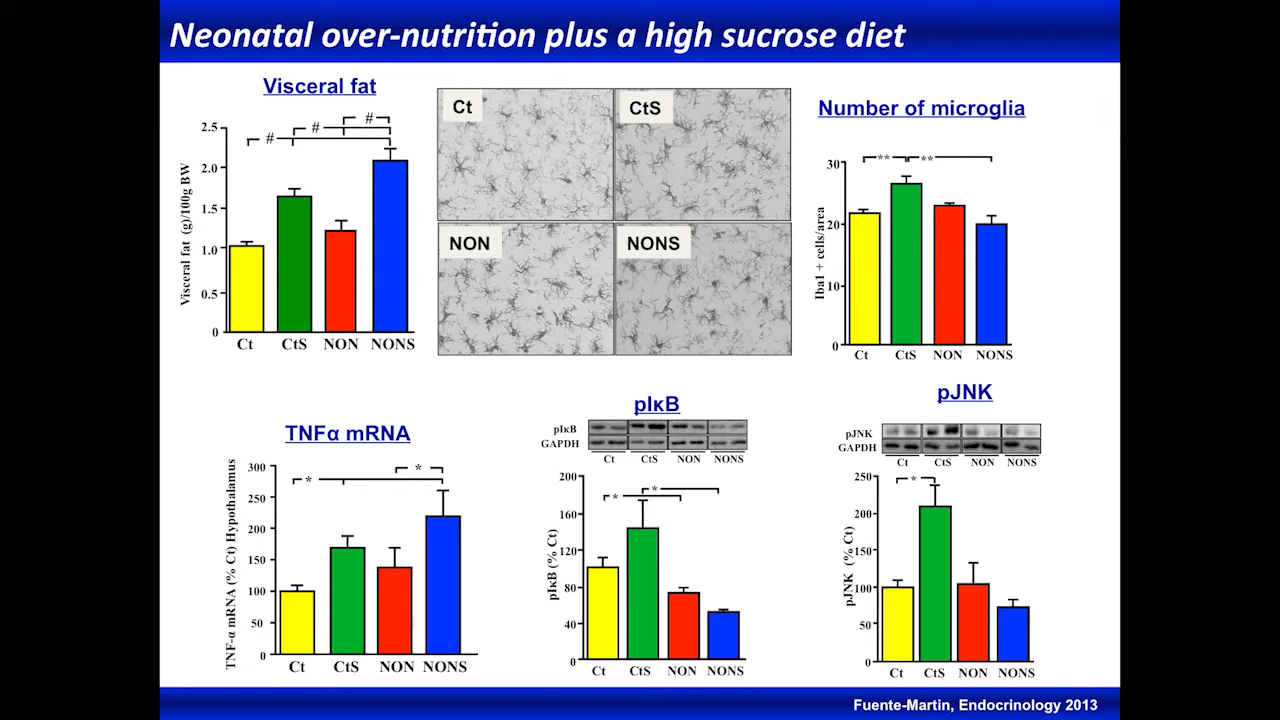 Neonatal over-nutrition plus a high sucrose diet
Visceral fat
2.5
2.0
1.5
1.0
0.5
0
Visceral fat (g)/100g BW
#
#
#
Ct
CtS
NON
NONS
Ct
CtS
NON
NONS
Number of microglia
30
20
10
0
Iba1 + cells/area
**
**
Ct
CtS
NON
NONS
TNFα mRNA
300
250
200
150
100
50
0
TNF-α mRNA (% Ct) Hypothalamus
*
*
Ct
CtS
NON
NONS
pIκB
pIκB
GAPDH
Ct
CtS
NON
NONS
200
160
120
80
40
0
pIκB (% Ct)
*
*
Ct
CtS
NON
NONS
pJNK
pJNK
GAPDH
Ct
CtS
NON
NONS
250
200
150
100
50
0
pJNK (% Ct)
*
Ct
CtS
NON
NONS
Fuente-Martin, Endocrinology 2013